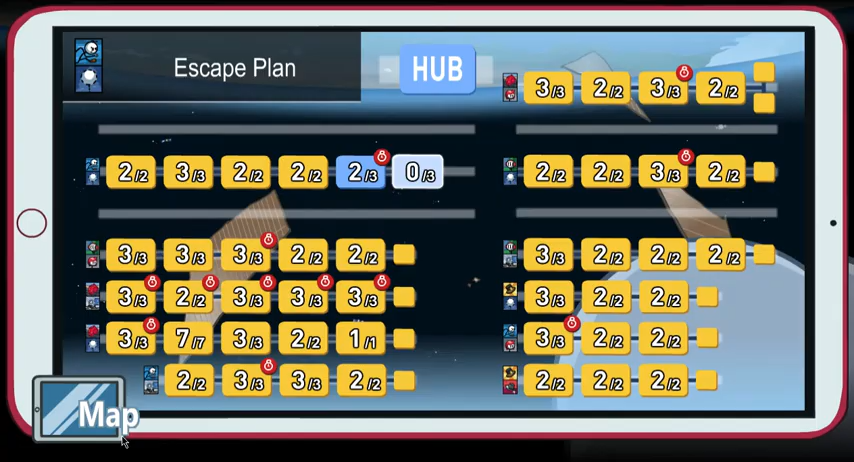 Escape Plan
HUB
3/3 2/2 3/3 2/2
2/2 3/3 2/2 2/2 2/3 0/3
2/2 2/2 3/3 2/2
3/3 3/3 3/3 2/2 2/2
3/3 2/2 2/2 2/2
3/3 2/2 3/3 3/3 3/3
3/3 2/2 2/2
3/3 7/7 3/3 2/2 1/1
3/3 2/2 2/2
2/2 3/3 3/3 2/2
2/2 2/2 2/2
Map